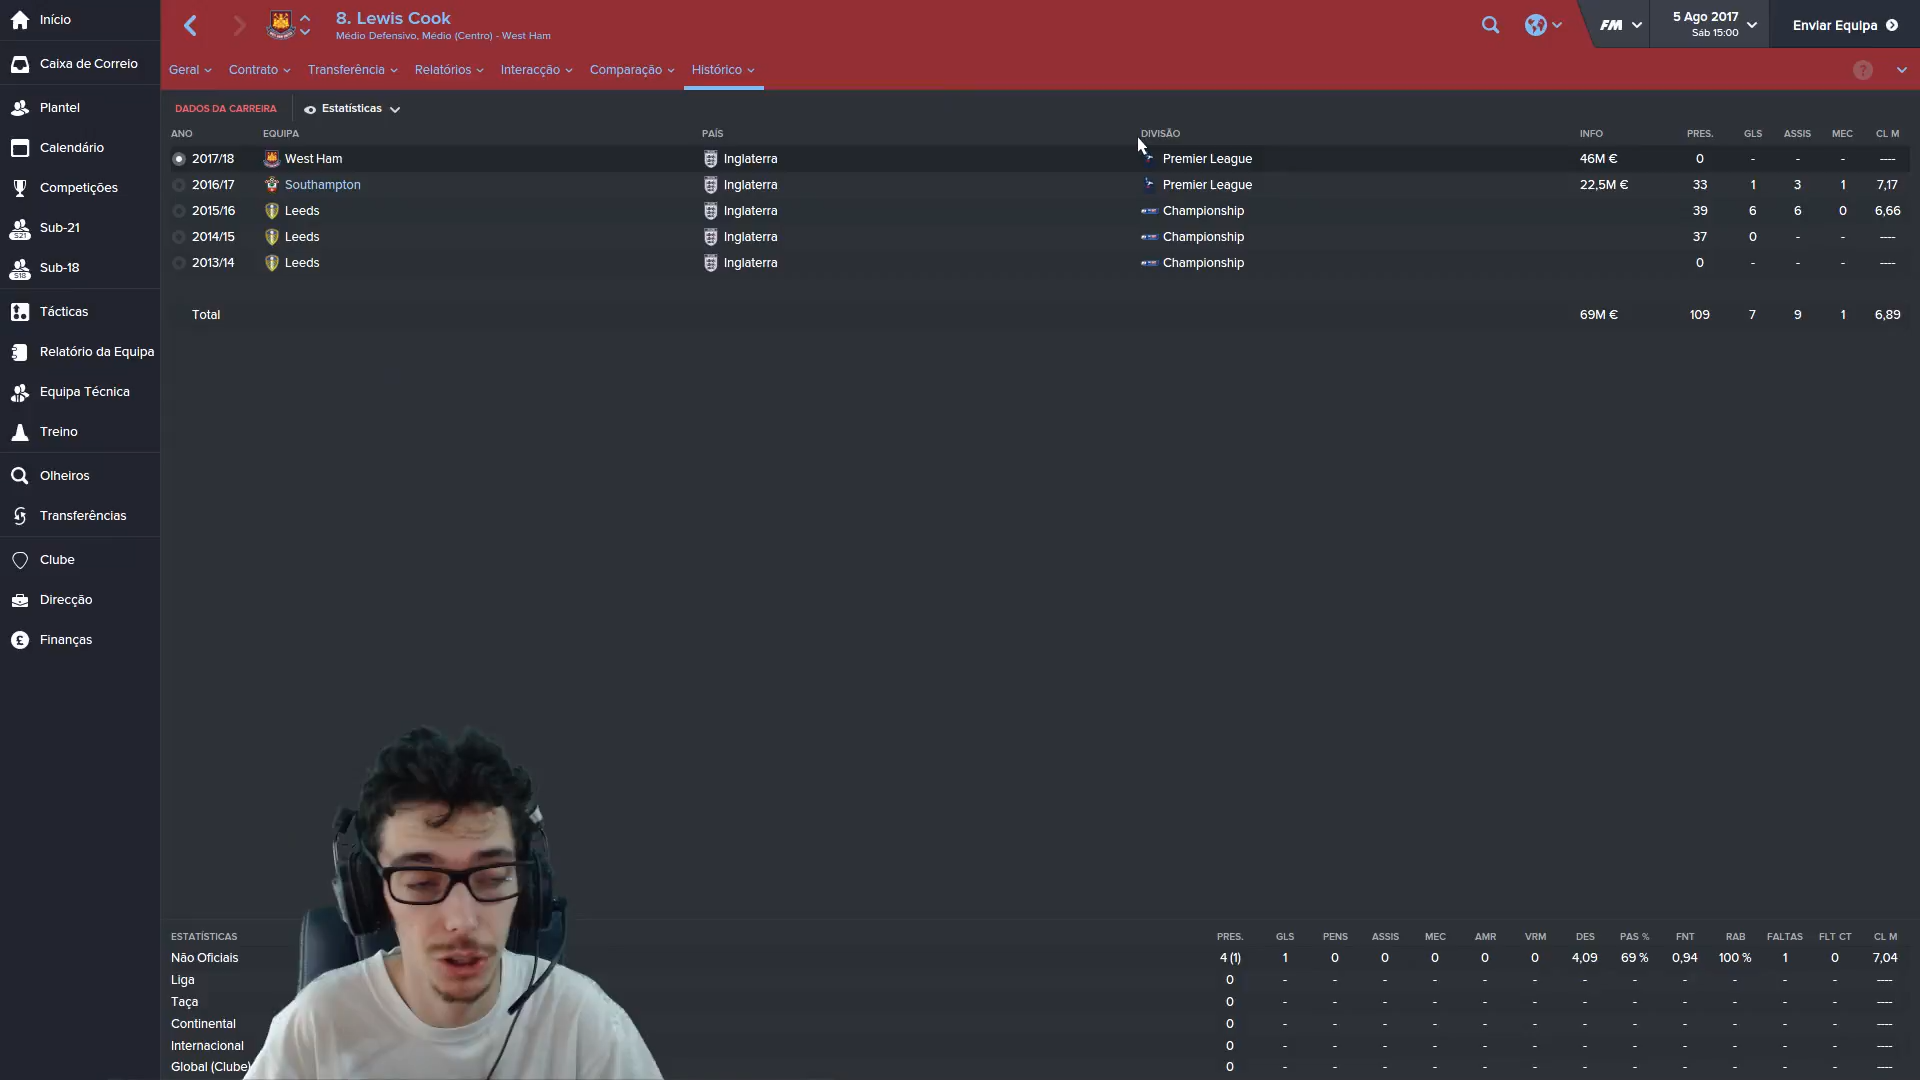 Início
Caixa de Correio
Plantel
Calendário
Competições
Sub-21
Sub-18
Tácticas
Relatório da Equipa
Equipa Técnica
Treino
Olheiros
Transferências
Clube
Direcção
Finanças
8. Lewis Cook
Médio Defensivo, Médio (Centro) - West Ham
FM
5 Ago 2017
Sáb 15:00
Enviar Equipa
Geral Contrato Transferência Relatórios Interacção Comparação Histórico
?
DADOS DA CARREIRA Estatísticas
ANO EQUIPA PAÍS DIVISÃO INFO PRES. GLS ASSIS MEC CL M
2017/18 West Ham Inglaterra Premier League 46M € 0 - - - ----
2016/17 Southampton Inglaterra Premier League 22,5M € 33 1 3 1 7,17
2015/16 Leeds Inglaterra Championship 39 6 6 0 6,66
2014/15 Leeds Inglaterra Championship 37 0 - - ----
2013/14 Leeds Inglaterra Championship 0 - - - ----
Total 69M € 109 7 9 1 6,89
ESTATÍSTICAS PRES. GLS PENS ASSIS MEC AMR VRM DES PAS % FNT RAB FALTAS FLT CT CL M
Não Oficiais 4 (1) 1 0 0 0 0 0 4,09 69 % 0,94 100 % 1 0 7,04
Liga 0 - - - - - - - - - - - - ----
Taça 0 - - - - - - - - - - - - ----
Continental 0 - - - - - - - - - - - - ----
Internacional 0 - - - - - - - - - - - - ----
Global (Clube) 0 - - - - - - - - - - - - ----